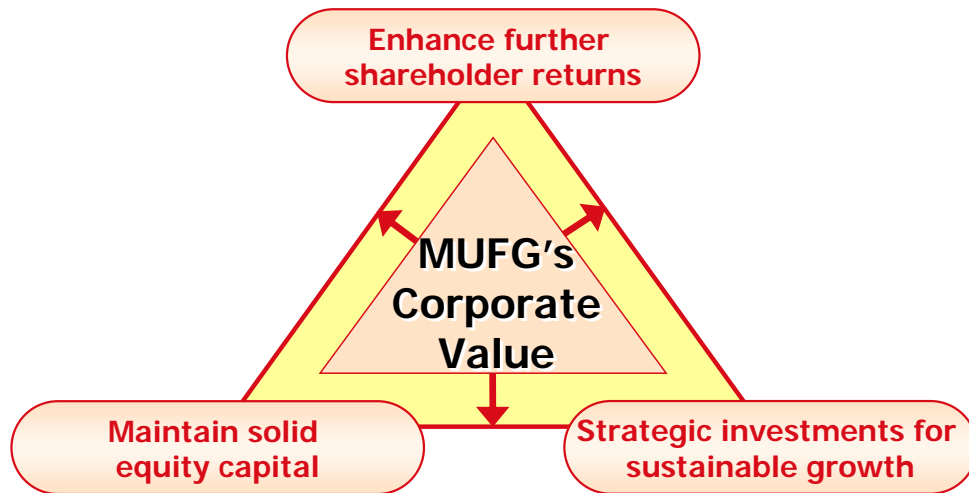 Enhance further
shareholder returns
MUFG's
Corporate
Value
Maintain solid
equity capital
Strategic investments for
sustainable growth